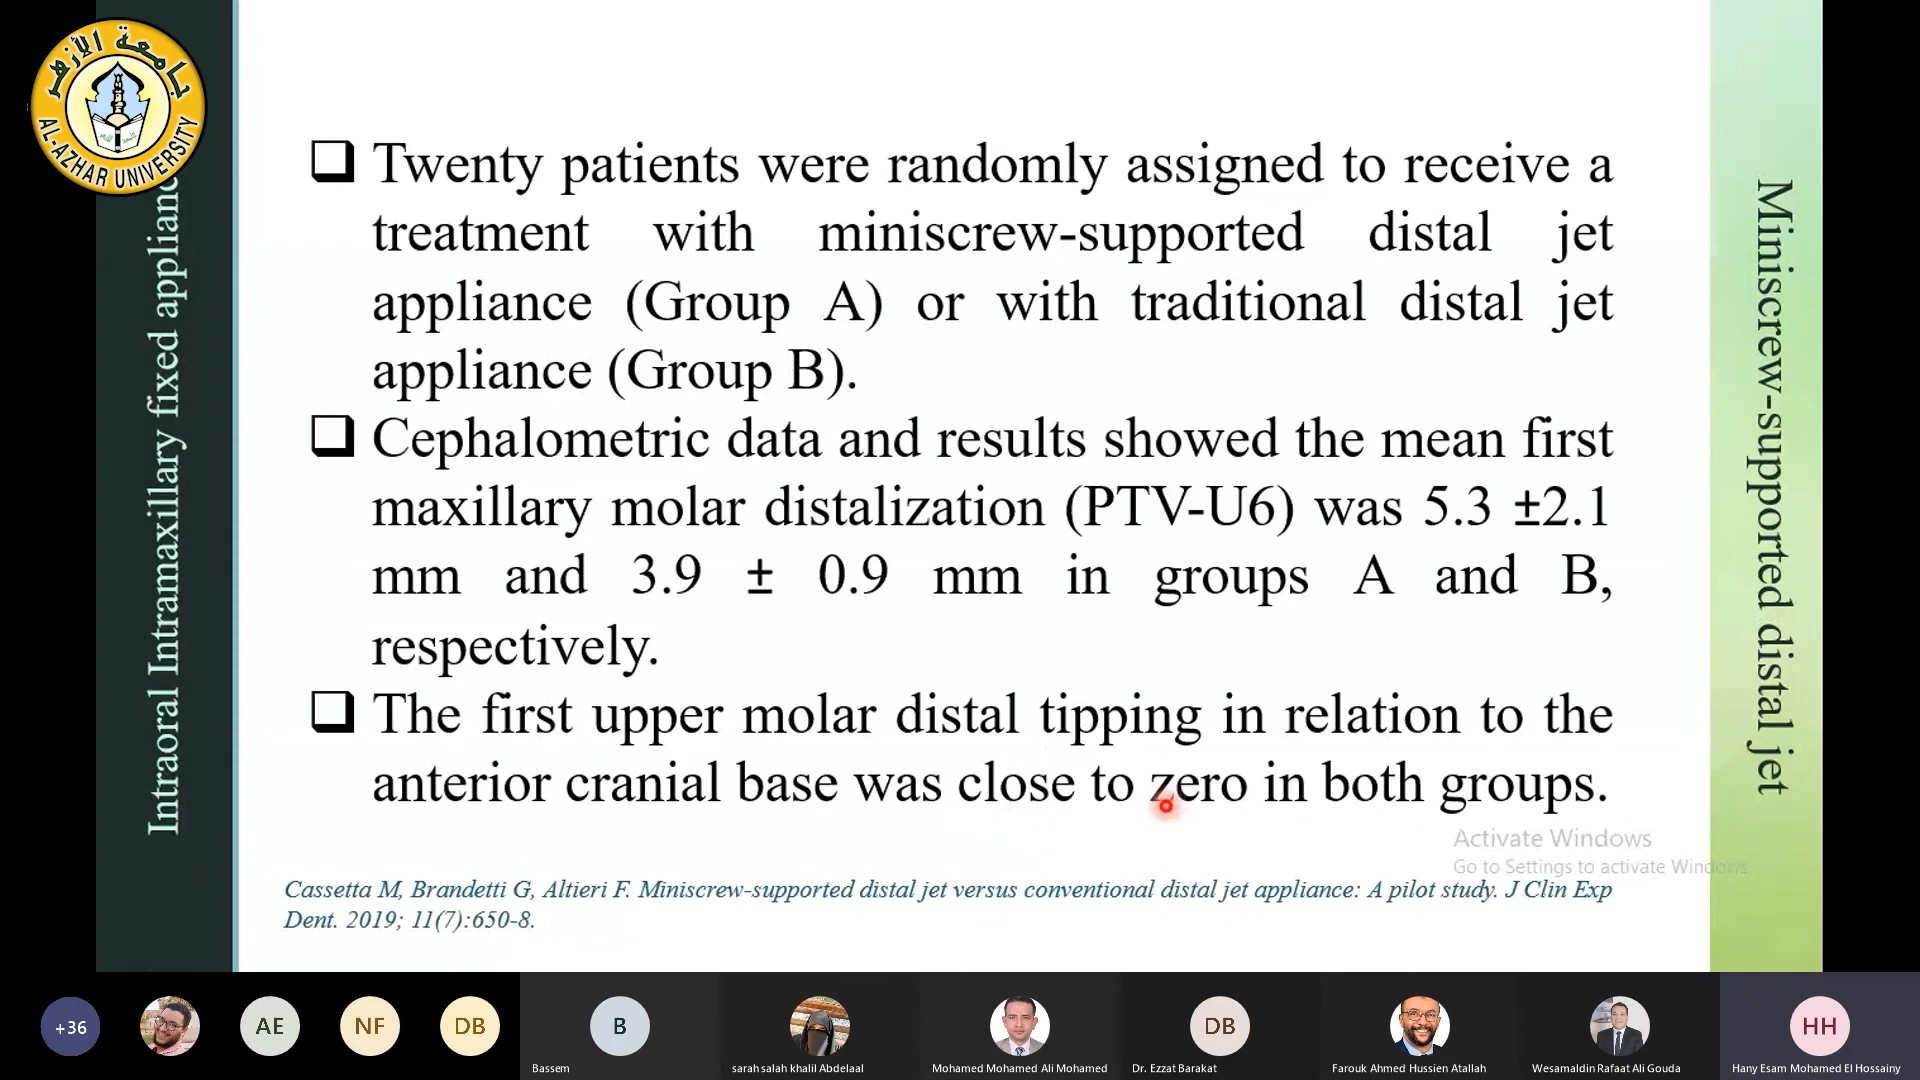 جامعة الأزهر
AL-AZHAR UNIVERSITY
Intraoral Intramaxillary fixed applianc
Twenty patients were randomly assigned to receive a
treatment with miniscrew-supported distal jet
appliance (Group A) or with traditional distal jet
appliance (Group B).
Cephalometric data and results showed the mean first
maxillary molar distalization (PTV-U6) was 5.3 ±2.1
mm and 3.9 ± 0.9 mm in groups A and B,
respectively.
The first upper molar distal tipping in relation to the
anterior cranial base was close to zero in both groups.
Miniscrew-supported distal jet
Activate Windows
Go to Settings to activate Windows.
Cassetta M, Brandetti G, Altieri F. Miniscrew-supported distal jet versus conventional distal jet appliance: A pilot study. J Clin Exp
Dent. 2019; 11(7):650-8.
+36
AE
NF
DB
B
DB
HH
Bassem
sarah salah khalil Abdelaal
Mohamed Mohamed Ali Mohamed
Dr. Ezzat Barakat
Farouk Ahmed Hussien Atallah
Wesamaldin Rafaat Ali Gouda
Hany Esam Mohamed El Hossainy